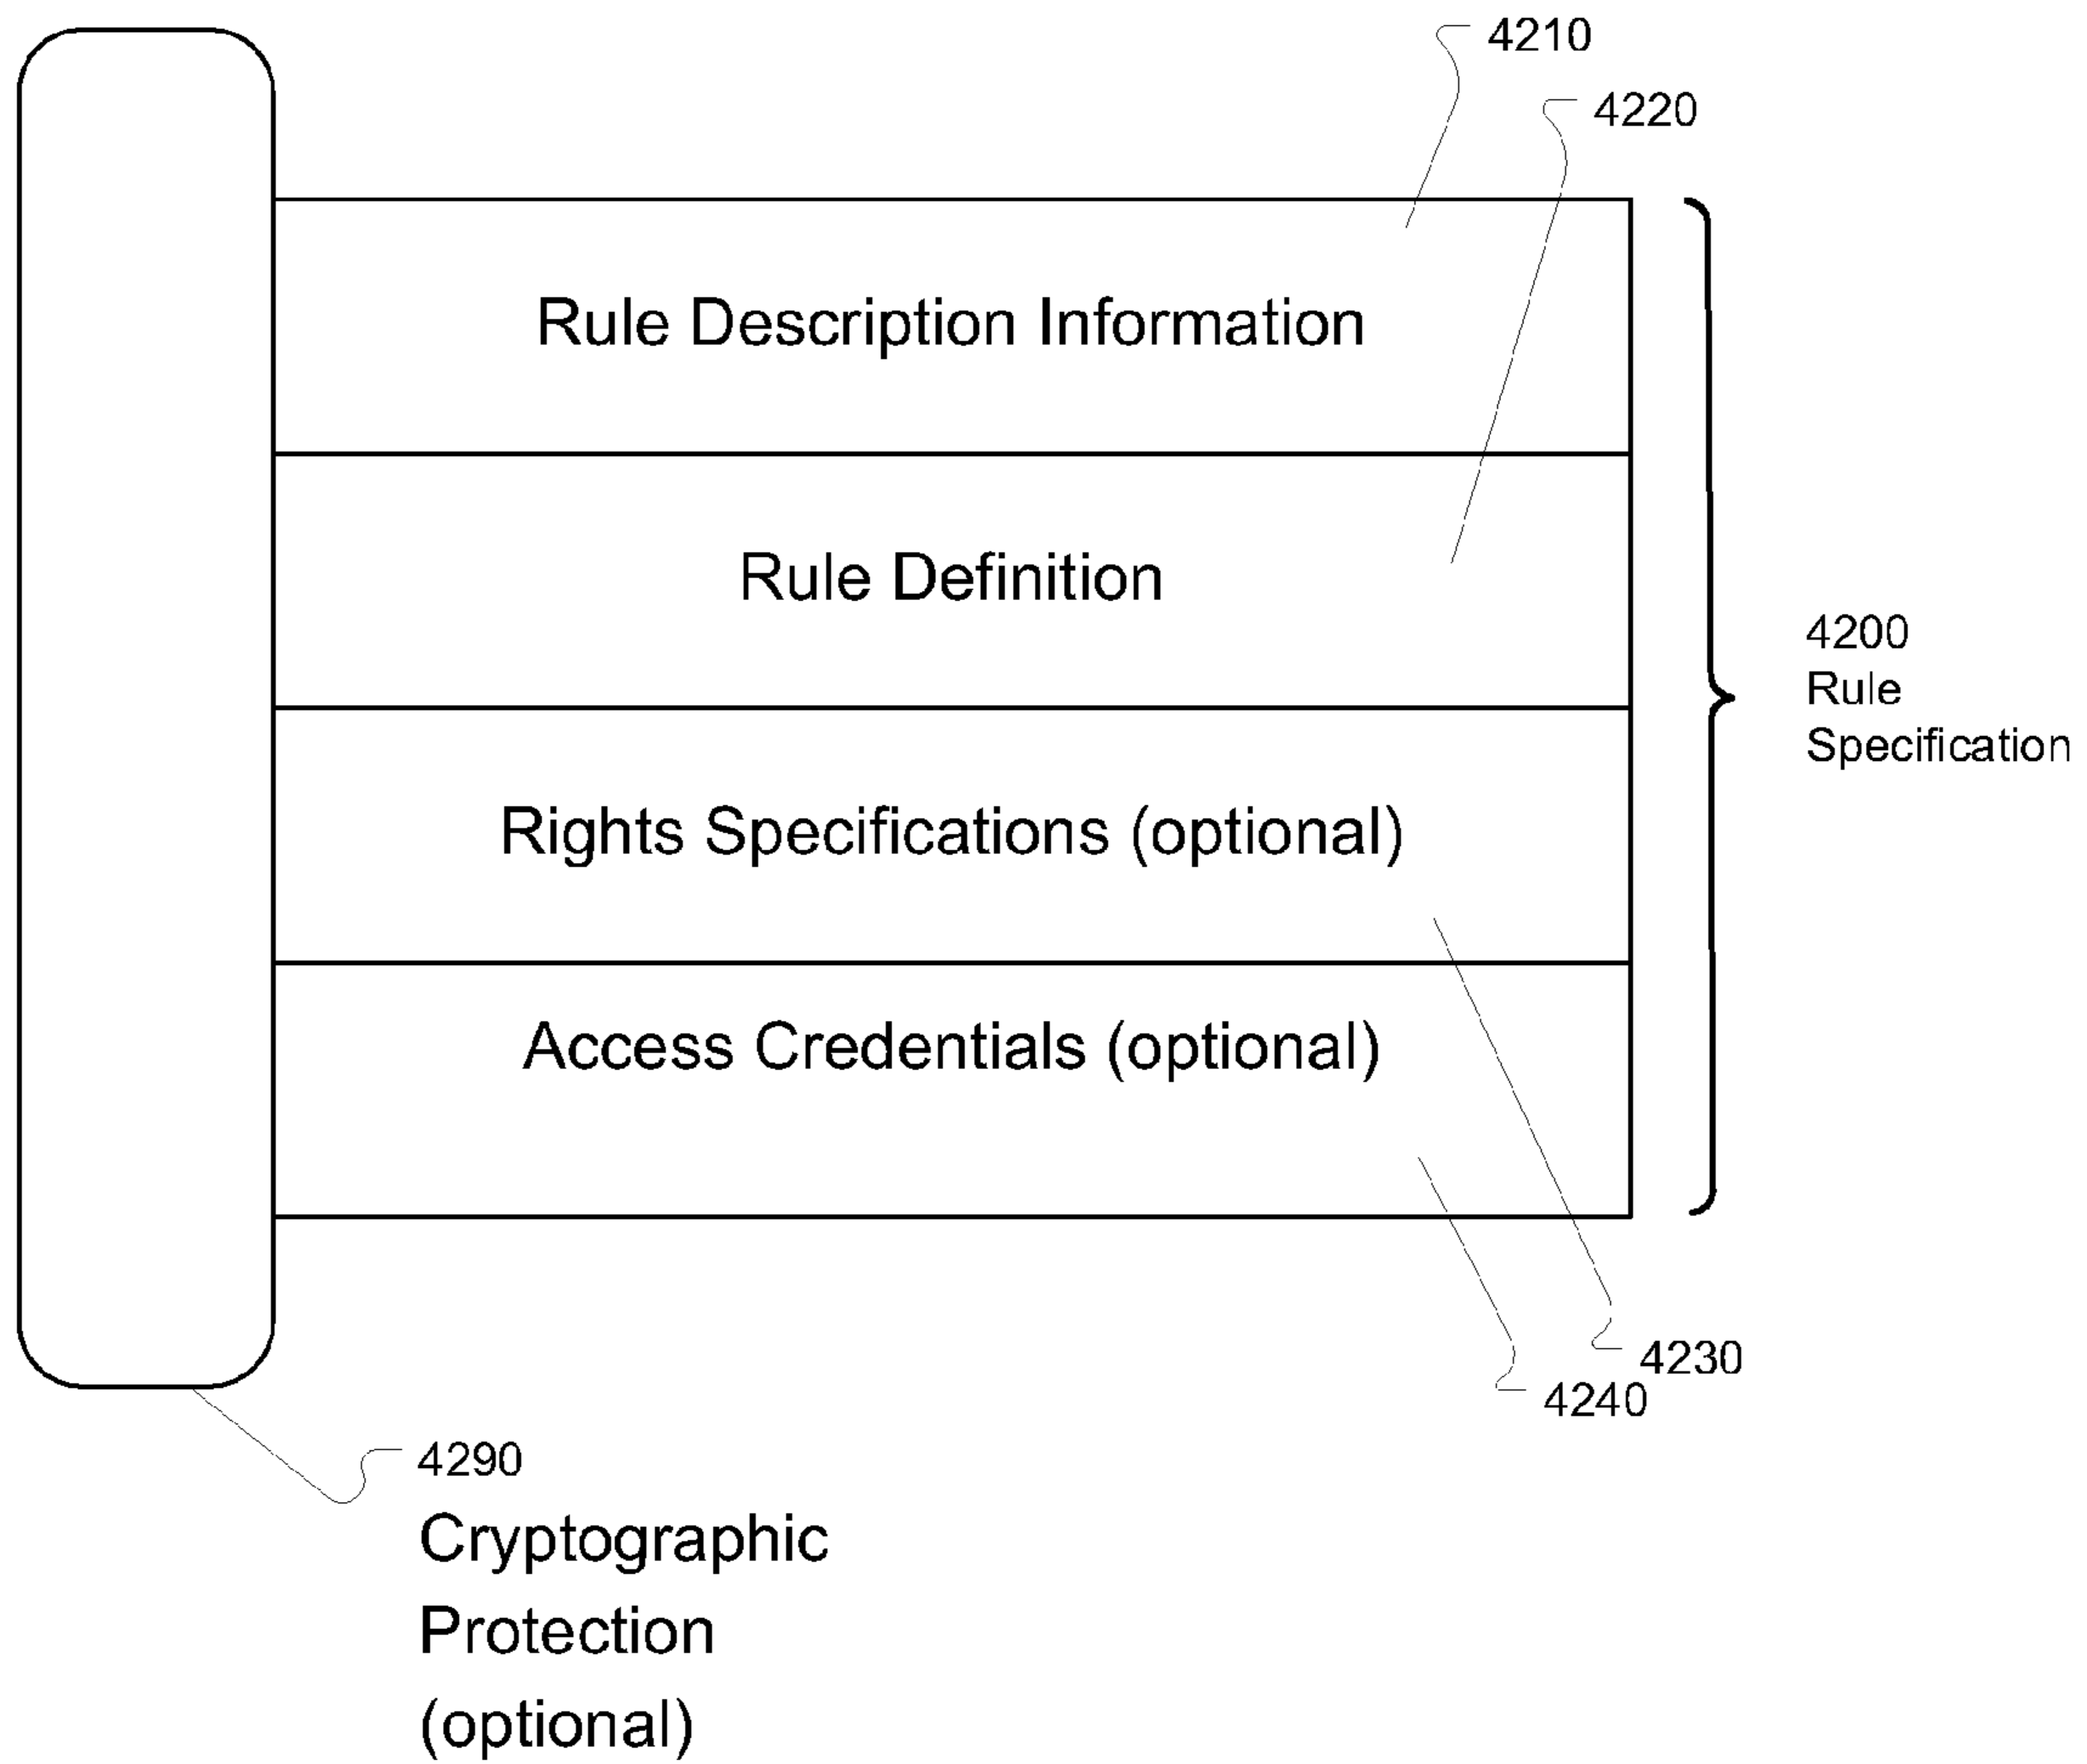 4210
4220
Rule Description Information
Rule Definition
4200
Rule
Specification
Rights Specifications (optional)
Access Credentials (optional)
4230
4240
4290
Cryptographic
Protection
(optional)